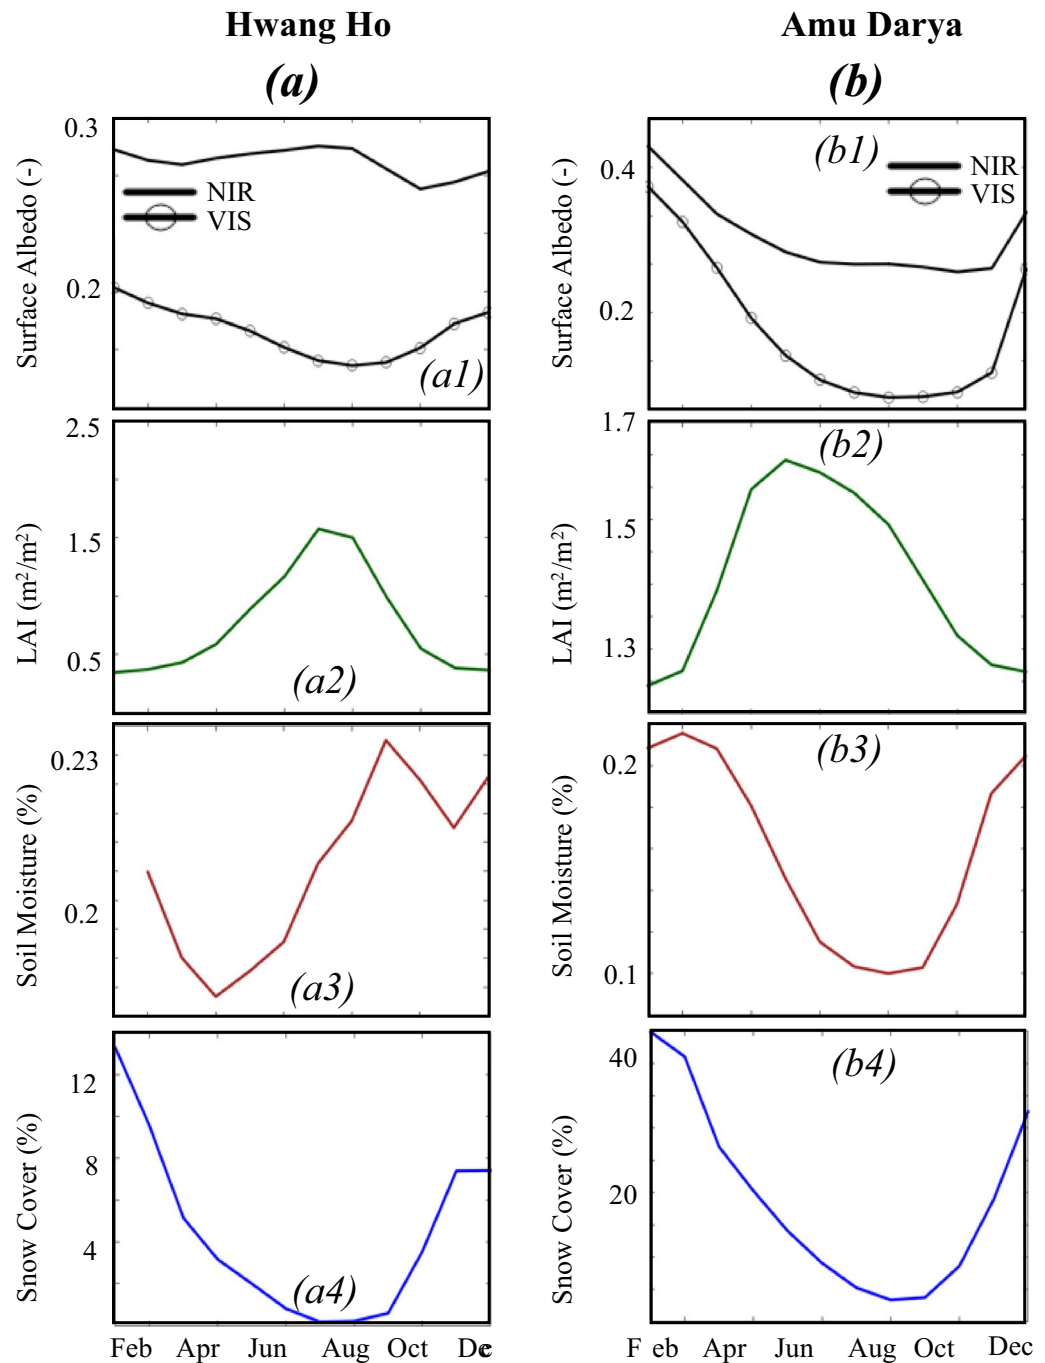 Hwang Ho
Amu Darya
(a)
(b)
Surface Albedo (-)
0.3
0.2
NIR
VIS
(a1)
Surface Albedo (-)
0.4
0.2
(b1)
NIR
VIS
LAI (m²/m²)
2.5
1.5
0.5
(a2)
LAI (m²/m²)
1.7
1.5
1.3
(b2)
Soil Moisture (%)
0.23
0.2
(a3)
Soil Moisture (%)
0.2
0.1
(b3)
Snow Cover (%)
12
8
4
(a4)
Snow Cover (%)
40
20
(b4)
Feb Apr Jun Aug Oct Dec
F eb Apr Jun Aug Oct Dec